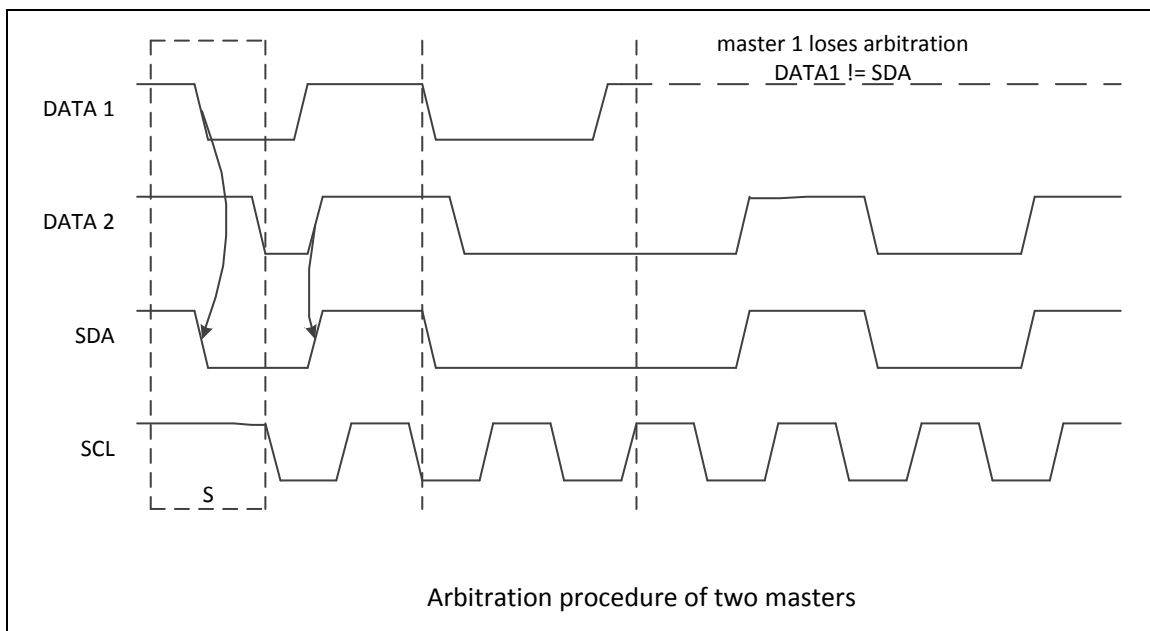 master 1 loses arbitration
DATA1 != SDA
DATA 1
DATA 2
SDA
SCL
S
Arbitration procedure of two masters